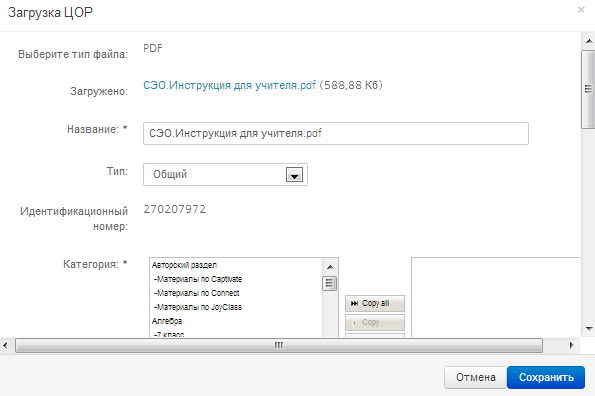 Загрузка ЦОР
×
Выберите тип файла: PDF
Загружено: СЭО.Инструкция для учителя.pdf (588,88 Кб)
Название: * СЭО.Инструкция для учителя.pdf
Тип: Общий
Идентификационный 270207972
номер:
Категория: * Авторский раздел
-Материалы по Captivate
-Материалы по Connect
-Материалы по JoyClass
Алгебра
-7 класс
Copy all
Copy
Отмена Сохранить